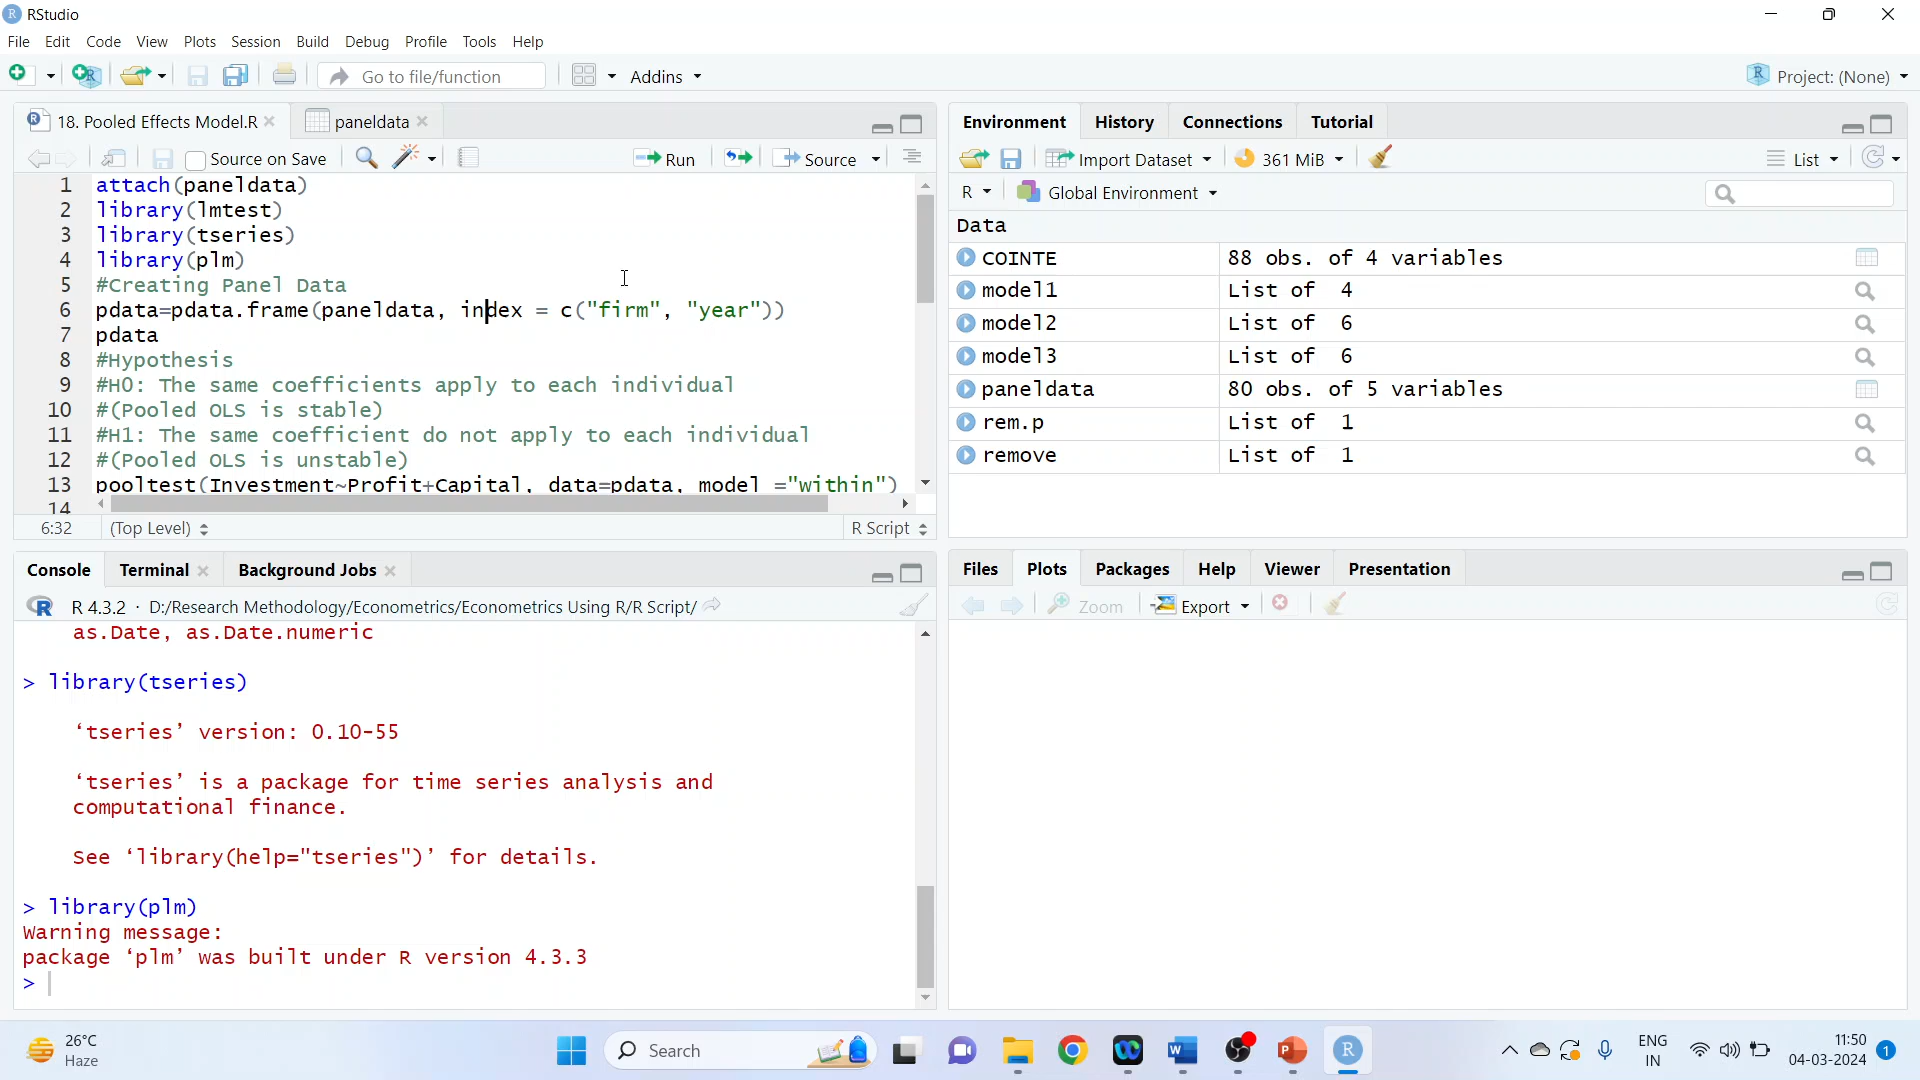 RStudio
File Edit Code View Plots Session Build Debug Profile Tools Help
Go to file/function Addins Project: (None)
18. Pooled Effects Model.R paneldata
Source on Save Run Source
1 attach(paneldata)
2 library(lmtest)
3 library(tseries)
4 library(plm)
5 #Creating Panel Data
6 pdata=pdata.frame(paneldata, index = c("firm", "year"))
7 pdata
8 #Hypothesis
9 #H0: The same coefficients apply to each individual
10 #(Pooled OLS is stable)
11 #H1: The same coefficient do not apply to each individual
12 #(Pooled OLS is unstable)
13 pooltest(Investment~Profit+Capital, data=pdata, model ="within")
14
6:32 (Top Level) R Script
Environment History Connections Tutorial
Import Dataset 361 MiB List
R Global Environment
Data
COINTE 88 obs. of 4 variables
model1 List of 4
model2 List of 6
model3 List of 6
paneldata 80 obs. of 5 variables
rem.p List of 1
remove List of 1
Console Terminal Background Jobs
R 4.3.2 · D:/Research Methodology/Econometrics/Econometrics Using R/R Script/
as.Date, as.Date.numeric
> library(tseries)
‘tseries’ version: 0.10-55
‘tseries’ is a package for time series analysis and
computational finance.
See ‘library(help="tseries")’ for details.
> library(plm)
Warning message:
package ‘plm’ was built under R version 4.3.3
>
Files Plots Packages Help Viewer Presentation
Zoom Export
26°C
Haze
Search
ENG
IN
11:50
04-03-2024
1